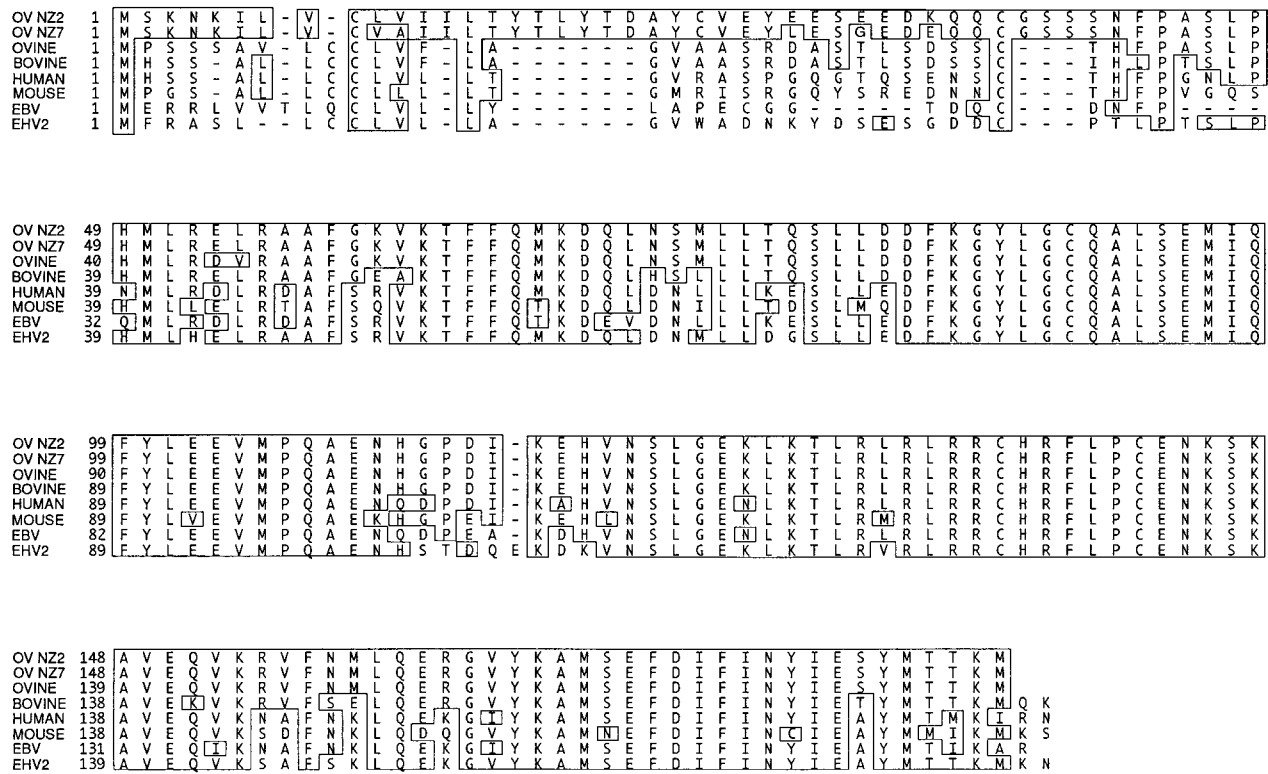 OV NZ2 1 M S K N K I L - V - C L V I I L T Y T L Y T D A Y C V E Y E E S E E D K Q Q C G S S S N F P A S L P
OV NZ7 1 M S K N K I L - V - C V A I I L T Y T L Y T D A Y C V E Y L E S G E D E Q Q C G S S S N F P A S L P
OVINE 1 M P S S S A V - L C C L V F - L A - - - - - - G V A A S R D A S T L S D S S C - - - T H F P A S L P
BOVINE 1 M H S S - A L - L C C L V F - L A - - - - - - G V A A S R D A S T L S D S S C - - - I H L P T S L P
HUMAN 1 M H S S - A L - L C C L V L - L T - - - - - - G V R A S P G Q G T Q S E N S C - - - T H F P G N L P
MOUSE 1 M P G S - A L - L C C L L L - L T - - - - - - G M R I S R G Q Y S R E D N N C - - - T H F P V G Q S
EBV 1 M E R R L V V T L Q C L V L - L Y - - - - - - L A P E C G G - - - - - T D Q C - - - D N F P - - - -
EHV2 1 M F R A S L - - L C C L V L - L A - - - - - - G V W A D N K Y D S E S G D D C - - - P T L P T S L P
OV NZ2 49 H M L R E L R A A F G K V K T F F Q M K D Q L N S M L L T Q S L L D D F K G Y L G C Q A L S E M I Q
OV NZ7 49 H M L R E L R A A F G K V K T F F Q M K D Q L N S M L L T Q S L L D D F K G Y L G C Q A L S E M I Q
OVINE 40 H M L R D V R A A F G K V K T F F Q M K D Q L N S M L L T Q S L L D D F K G Y L G C Q A L S E M I Q
BOVINE 39 H M L R E L R A A F G E A K T F F Q M K D Q L H S M L L T Q S L L D D F K G Y L G C Q A L S E M I Q
HUMAN 39 N M L R D L R D A F S R V K T F F Q M K D Q L D N L L L K E S L L E D F K G Y L G C Q A L S E M I Q
MOUSE 39 H M L L E L R T A F S Q V K T F F Q T K D Q L D N I L L T D S L M Q D F K G Y L G C Q A L S E M I Q
EBV 32 Q M L R D L R D A F S R V K T F F Q T K D E V D N L L L K E S L L E D F K G Y L G C Q A L S E M I Q
EHV2 39 H M L H E L R A A F S R V K T F F Q M K D Q L D N M L L D G S L L E D F K G Y L G C Q A L S E M I Q
OV NZ2 99 F Y L E E V M P Q A E N H G P D I - K E H V N S L G E K L K T L R L R L R R C H R F L P C E N K S K
OV NZ7 99 F Y L E E V M P Q A E N H G P D I - K E H V N S L G E K L K T L R L R L R R C H R F L P C E N K S K
OVINE 90 F Y L E E V M P Q A E N H G P D I - K E H V N S L G E K L K T L R L R L R R C H R F L P C E N K S K
BOVINE 89 F Y L E E V M P Q A E N H G P D I - K E H V N S L G E K L K T L R L R L R R C H R F L P C E N K S K
HUMAN 89 F Y L E E V M P Q A E N Q D P D I - K A H V N S L G E N L K T L R L R L R R C H R F L P C E N K S K
MOUSE 89 F Y L V E V M P Q A E K H G P E I - K E H L N S L G E K L K T L R M R L R R C H R F L P C E N K S K
EBV 82 F Y L E E V M P Q A E N Q D P E A - K D H V N S L G E N L K T L R L R L R R C H R F L P C E N K S K
EHV2 89 F Y L E E V M P Q A E N H S T D Q E K D K V N S L G E K L K T L R V R L R R C H R F L P C E N K S K
OV NZ2 148 A V E Q V K R V F N M L Q E R G V Y K A M S E F D I F I N Y I E S Y M T T K M
OV NZ7 148 A V E Q V K R V F N M L Q E R G V Y K A M S E F D I F I N Y I E S Y M T T K M
OVINE 139 A V E Q V K R V F N M L Q E R G V Y K A M S E F D I F I N Y I E S Y M T T K M
BOVINE 138 A V E K V K R V F S E L Q E R G V Y K A M S E F D I F I N Y I E T Y M T T K M Q K
HUMAN 138 A V E Q V K N A F N K L Q E K G I Y K A M S E F D I F I N Y I E A Y M T M K I R N
MOUSE 138 A V E Q V K S D F N K L Q D Q G V Y K A M N E F D I F I N C I E A Y M M I K M K S
EBV 131 A V E Q I K N A F N K L Q E K G I Y K A M S E F D I F I N Y I E A Y M T I K A R
EHV2 139 A V E Q V K S A F S K L Q E K G V Y K A M S E F D I F I N Y I E A Y M T T K M K N